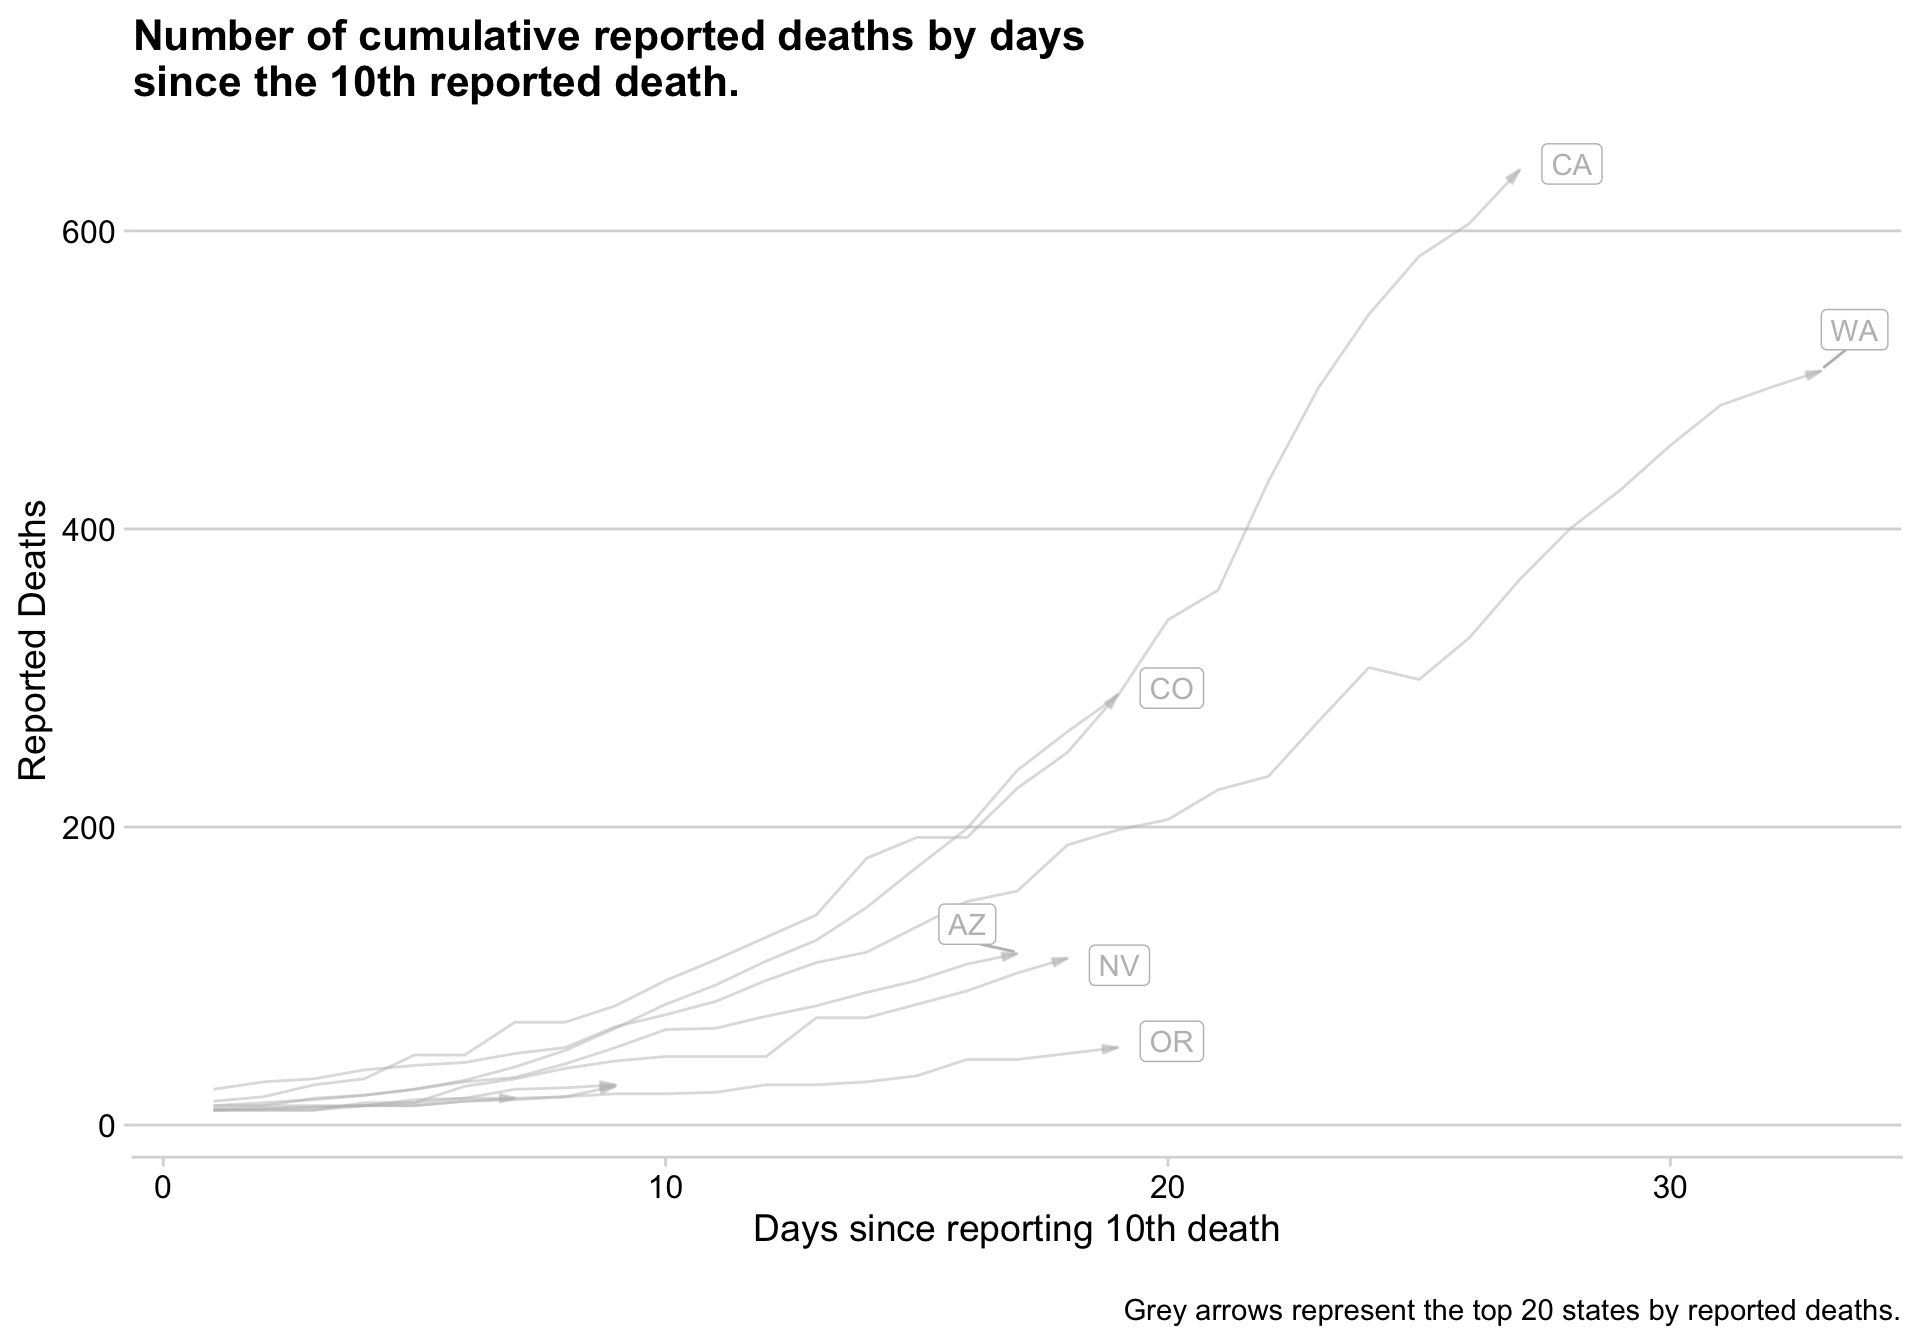 Number of cumulative reported deaths by days
since the 10th reported death.
CA
600
WA
Reported Deaths
400
CO
200
AZ
NV
OR
0
0 10 20 30
Days since reporting 10th death
Grey arrows represent the top 20 states by reported deaths.